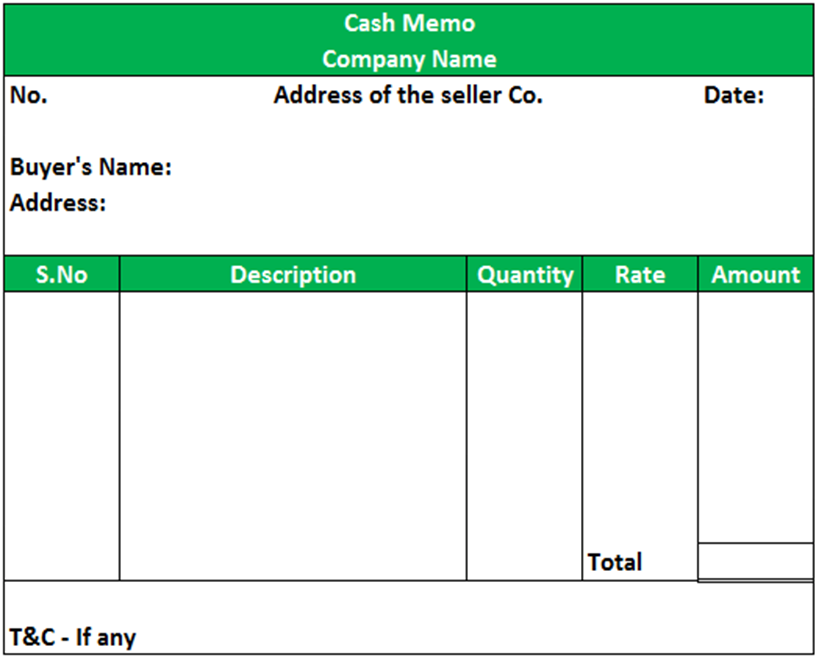 Cash Memo
Company Name
No. Address of the seller Co. Date:
Buyer's Name:
Address:
S.No Description Quantity Rate Amount
Total
T&C - If any